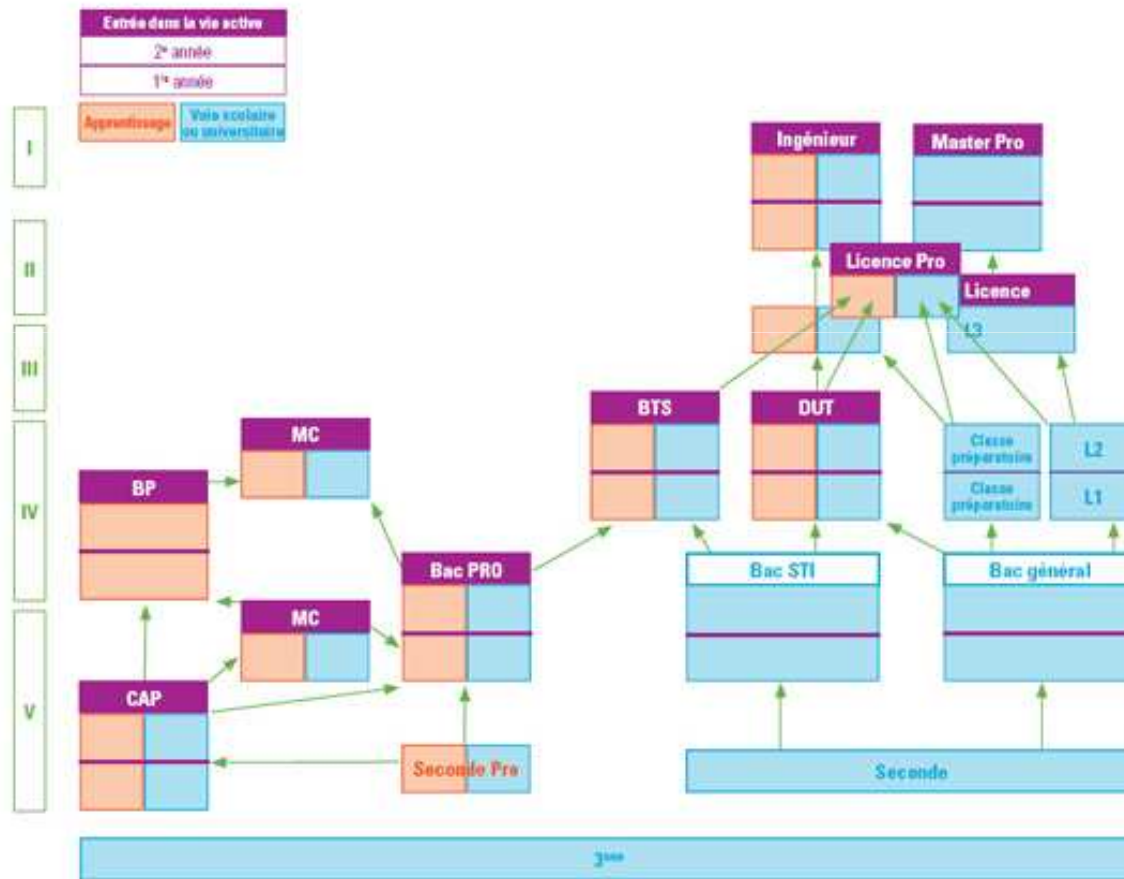 Entrée dans la vie active
2e année
1re année
Apprentissage
Voie scolaire
ou universitaire
I
Ingénieur
Master Pro
II
Licence Pro
Licence
L3
III
BTS
DUT
MC
Classe
préparatoire
L2
BP
Classe
préparatoire
L1
IV
Bac PRO
Bac STI
Bac général
MC
CAP
V
Seconde Pro
Seconde
3ème